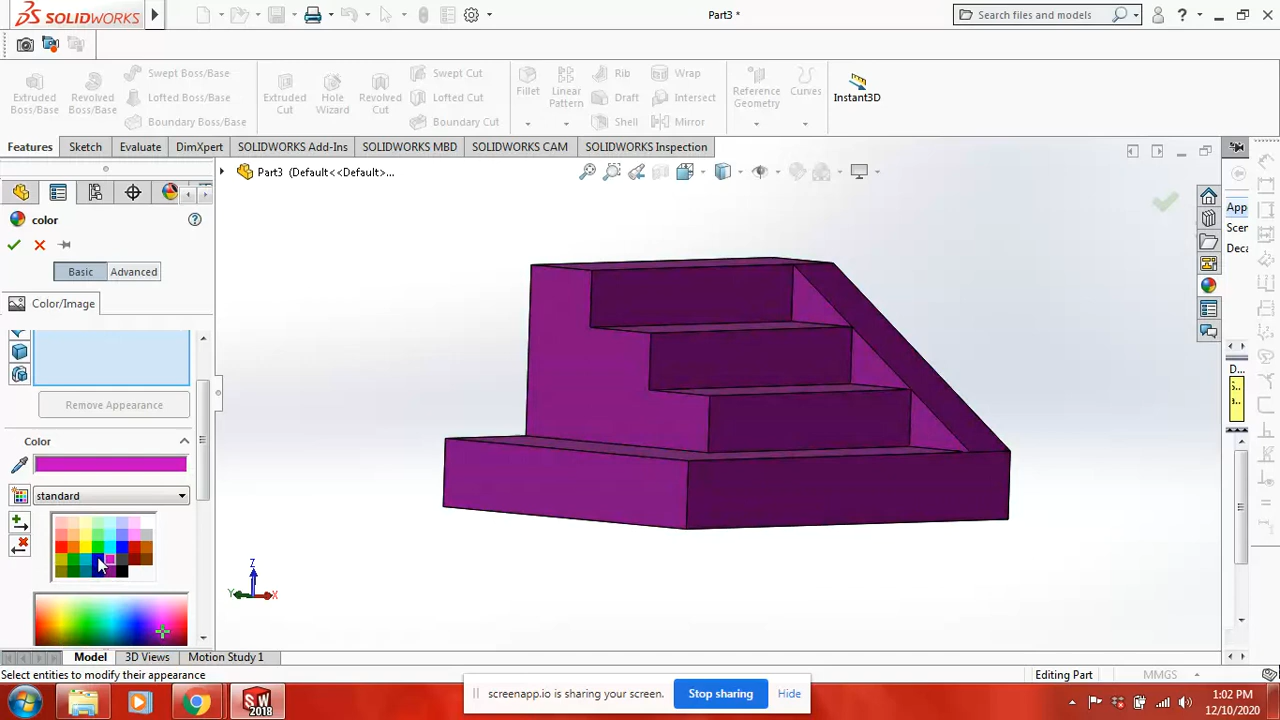 SOLIDWORKS
Part3 *
Search files and models
Extruded Boss/Base
Revolved Boss/Base
Swept Boss/Base
Lofted Boss/Base
Boundary Boss/Base
Extruded Cut
Hole Wizard
Revolved Cut
Swept Cut
Lofted Cut
Boundary Cut
Fillet
Linear Pattern
Rib
Draft
Shell
Wrap
Intersect
Mirror
Reference Geometry
Curves
Instant3D
Features
Sketch
Evaluate
DimXpert
SOLIDWORKS Add-Ins
SOLIDWORKS MBD
SOLIDWORKS CAM
SOLIDWORKS Inspection
Part3 (Default<<Default>...
color
Basic
Advanced
Color/Image
Remove Appearance
Color
standard
App
Scen
Deca
D...
S..
Z
Y
X
Model
3D Views
Motion Study 1
Select entities to modify their appearance
Editing Part
MMGS
screenapp.io is sharing your screen.
Stop sharing
Hide
SW
2018
1:02 PM
12/10/2020